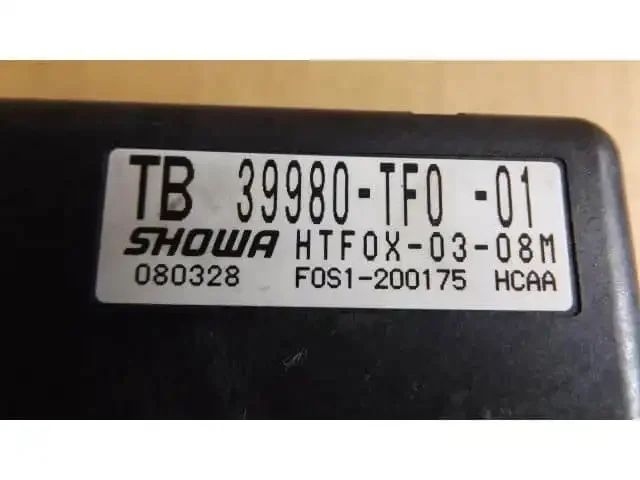 TB 39980-TF0 -01
SHOWA HTF0X-03-08M
080328 F0S1-200175 HCAA